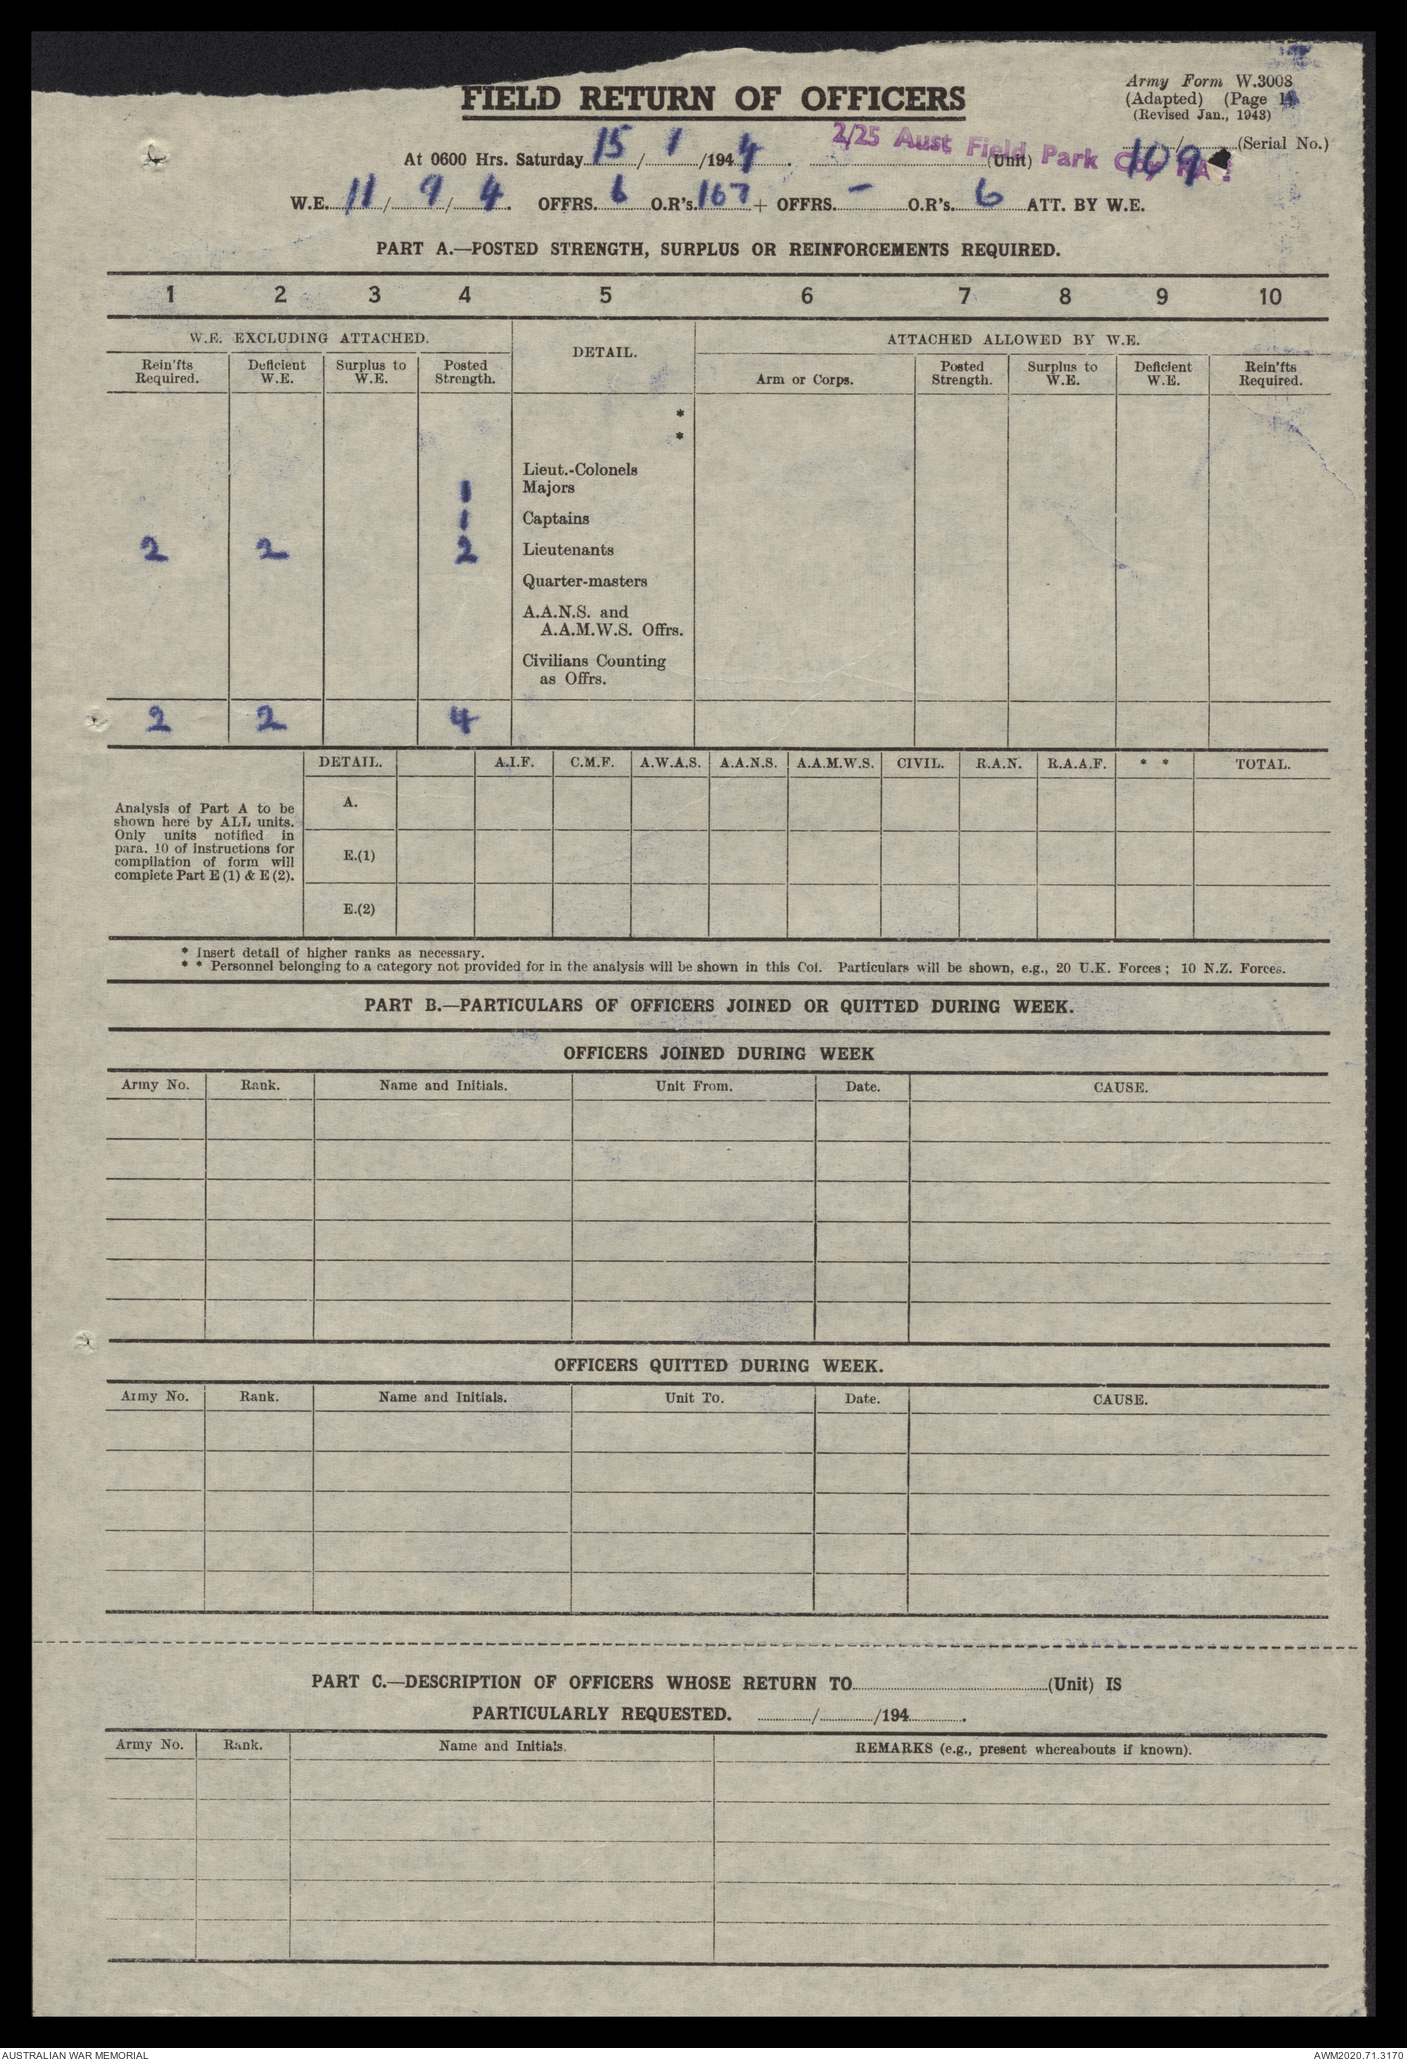 FIELD RETURN OF OFFICERS
Army Form W.3008
(Adapted) (Page 1)
(Revised Jan., 1943)
At 0600 Hrs. Saturday 15 / 1 /1944. 2/25 Aust Field Park Coy RAE (Unit) 109 / (Serial No.)
W.E. 11 / 9 / 4. OFFRS. 6 O.R's. 167 + OFFRS. – O.R's. 6 ATT. BY W.E.
PART A.—POSTED STRENGTH, SURPLUS OR REINFORCEMENTS REQUIRED.
1 2 3 4 5 6 7 8 9 10
W.E. EXCLUDING ATTACHED. DETAIL. ATTACHED ALLOWED BY W.E.
Rein'fts Required. Deficient W.E. Surplus to W.E. Posted Strength. Arm or Corps. Posted Strength. Surplus to W.E. Deficient W.E. Rein'fts Required.
*
*
Lieut.-Colonels
1 Majors
1 Captains
2 2 2 Lieutenants
Quarter-masters
A.A.N.S. and
A.A.M.W.S. Offrs.
Civilians Counting
as Offrs.
2 2 4
DETAIL. A.I.F. C.M.F. A.W.A.S. A.A.N.S. A.A.M.W.S. CIVIL. R.A.N. R.A.A.F. * * TOTAL.
Analysis of Part A to be
shown here by ALL units.
Only units notified in
para. 10 of instructions for
compilation of form will
complete Part E (1) & E (2).
A.
E.(1)
E.(2)
* Insert detail of higher ranks as necessary.
* * Personnel belonging to a category not provided for in the analysis will be shown in this Col. Particulars will be shown, e.g., 20 U.K. Forces; 10 N.Z. Forces.
PART B.—PARTICULARS OF OFFICERS JOINED OR QUITTED DURING WEEK.
OFFICERS JOINED DURING WEEK
Army No. Rank. Name and Initials. Unit From. Date. CAUSE.
OFFICERS QUITTED DURING WEEK.
Army No. Rank. Name and Initials. Unit To. Date. CAUSE.
PART C.—DESCRIPTION OF OFFICERS WHOSE RETURN TO (Unit) IS
PARTICULARLY REQUESTED. / /194 .
Army No. Rank. Name and Initials. REMARKS (e.g., present whereabouts if known).
AUSTRALIAN WAR MEMORIAL AWM2020.71.3170